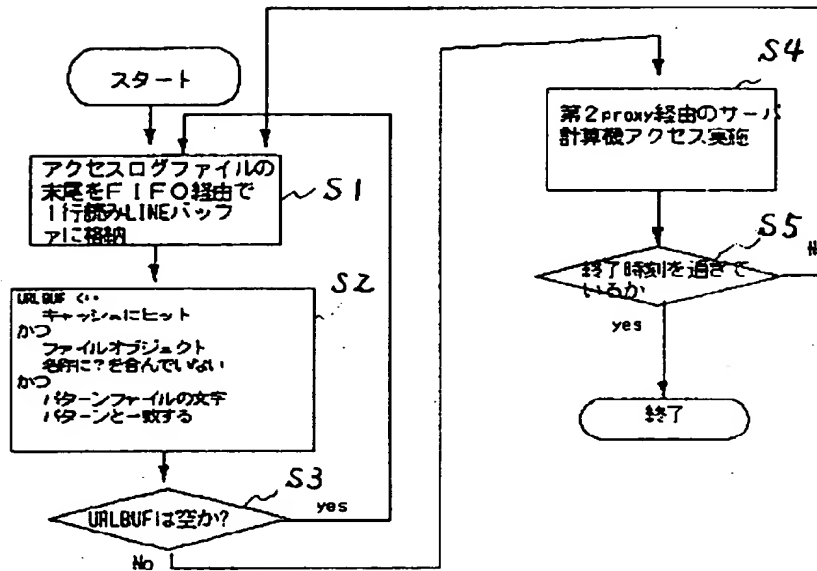 スタート
アクセスログファイルの
末尾をFIFO経由で
1行読みLINEバッフ
ァに格納
S1
URLBUF <--
キャッシュにヒット
かつ
ファイルオブジェクト
名称に?を含んでいない
かつ
パターンファイルの文字
パターンと一致する
S2
URLBUFは空か?
S3
yes
No
S4
第2proxy経由のサーバ
計算機アクセス実施
S5
終了時刻を過ぎて
いるか
yes
終了